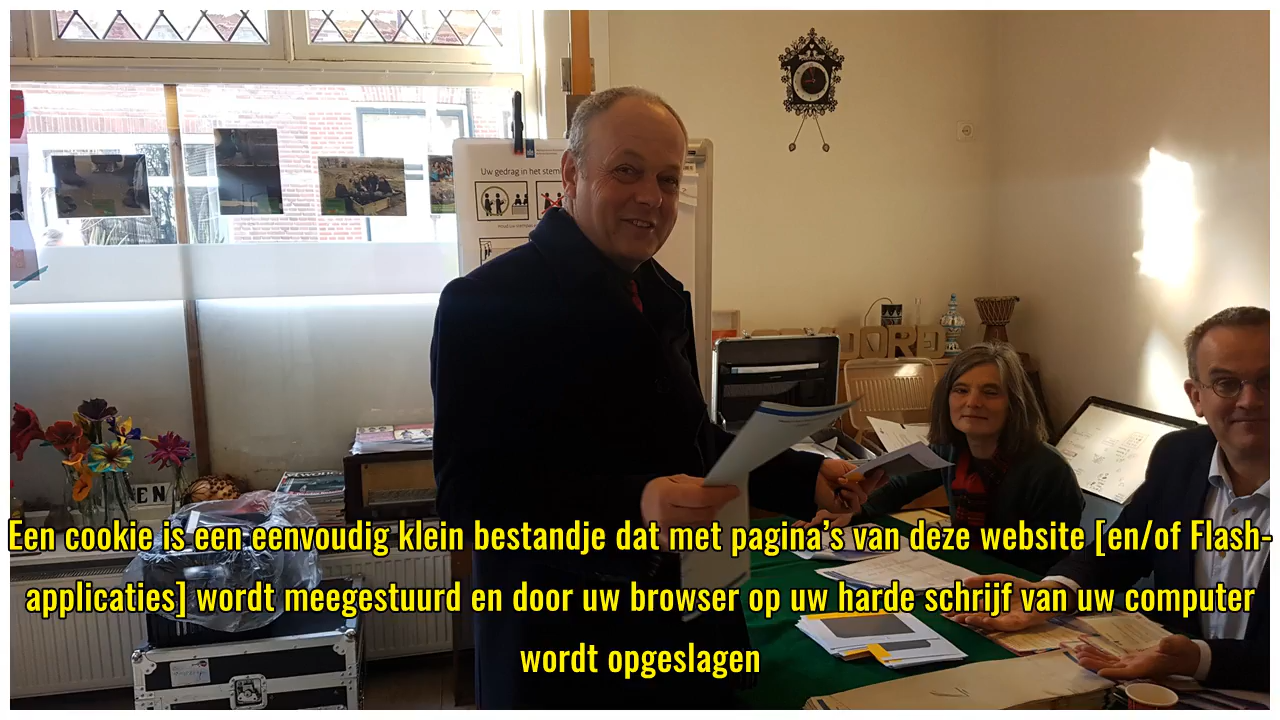 Uw gedrag in het stem
EN
Een cookie is een eenvoudig klein bestandje dat met pagina’s van deze website [en/of Flash-
applicaties] wordt meegestuurd en door uw browser op uw harde schrijf van uw computer
wordt opgeslagen